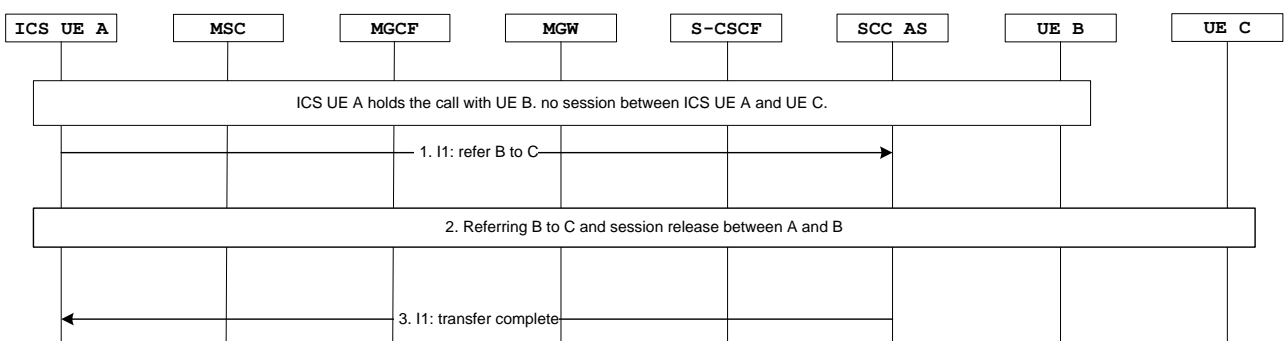 ICS UE A MSC MGCF MGW S-CSCF SCC AS UE B UE C
ICS UE A holds the call with UE B. no session between ICS UE A and UE C.
1. I1: refer B to C
2. Referring B to C and session release between A and B
3. I1: transfer complete